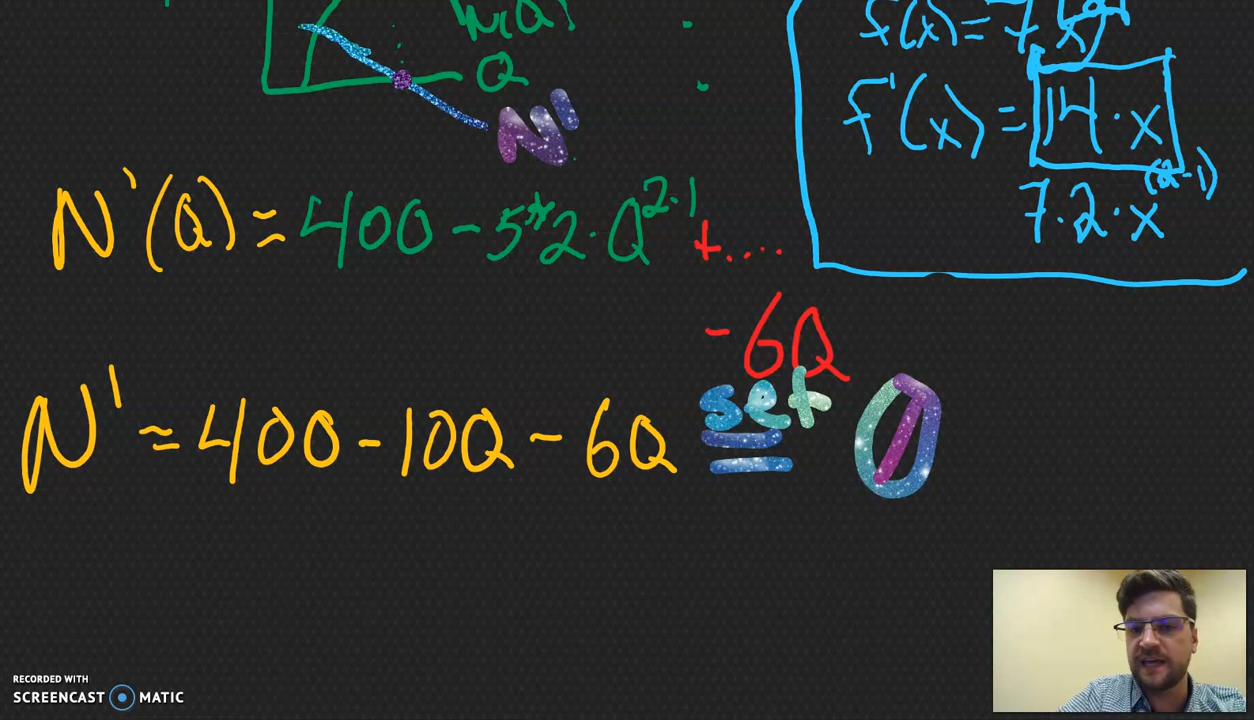 N(Q)
Q
N'
f(x) = 7
f'(x) = 14 · x
7 · 2 · x^(2-1)
N'(Q) = 400 - 5*2 · Q^2-1 + ....
- 6Q
N' = 400 - 10Q - 6Q set = 0
RECORDED WITH
SCREENCAST MATIC